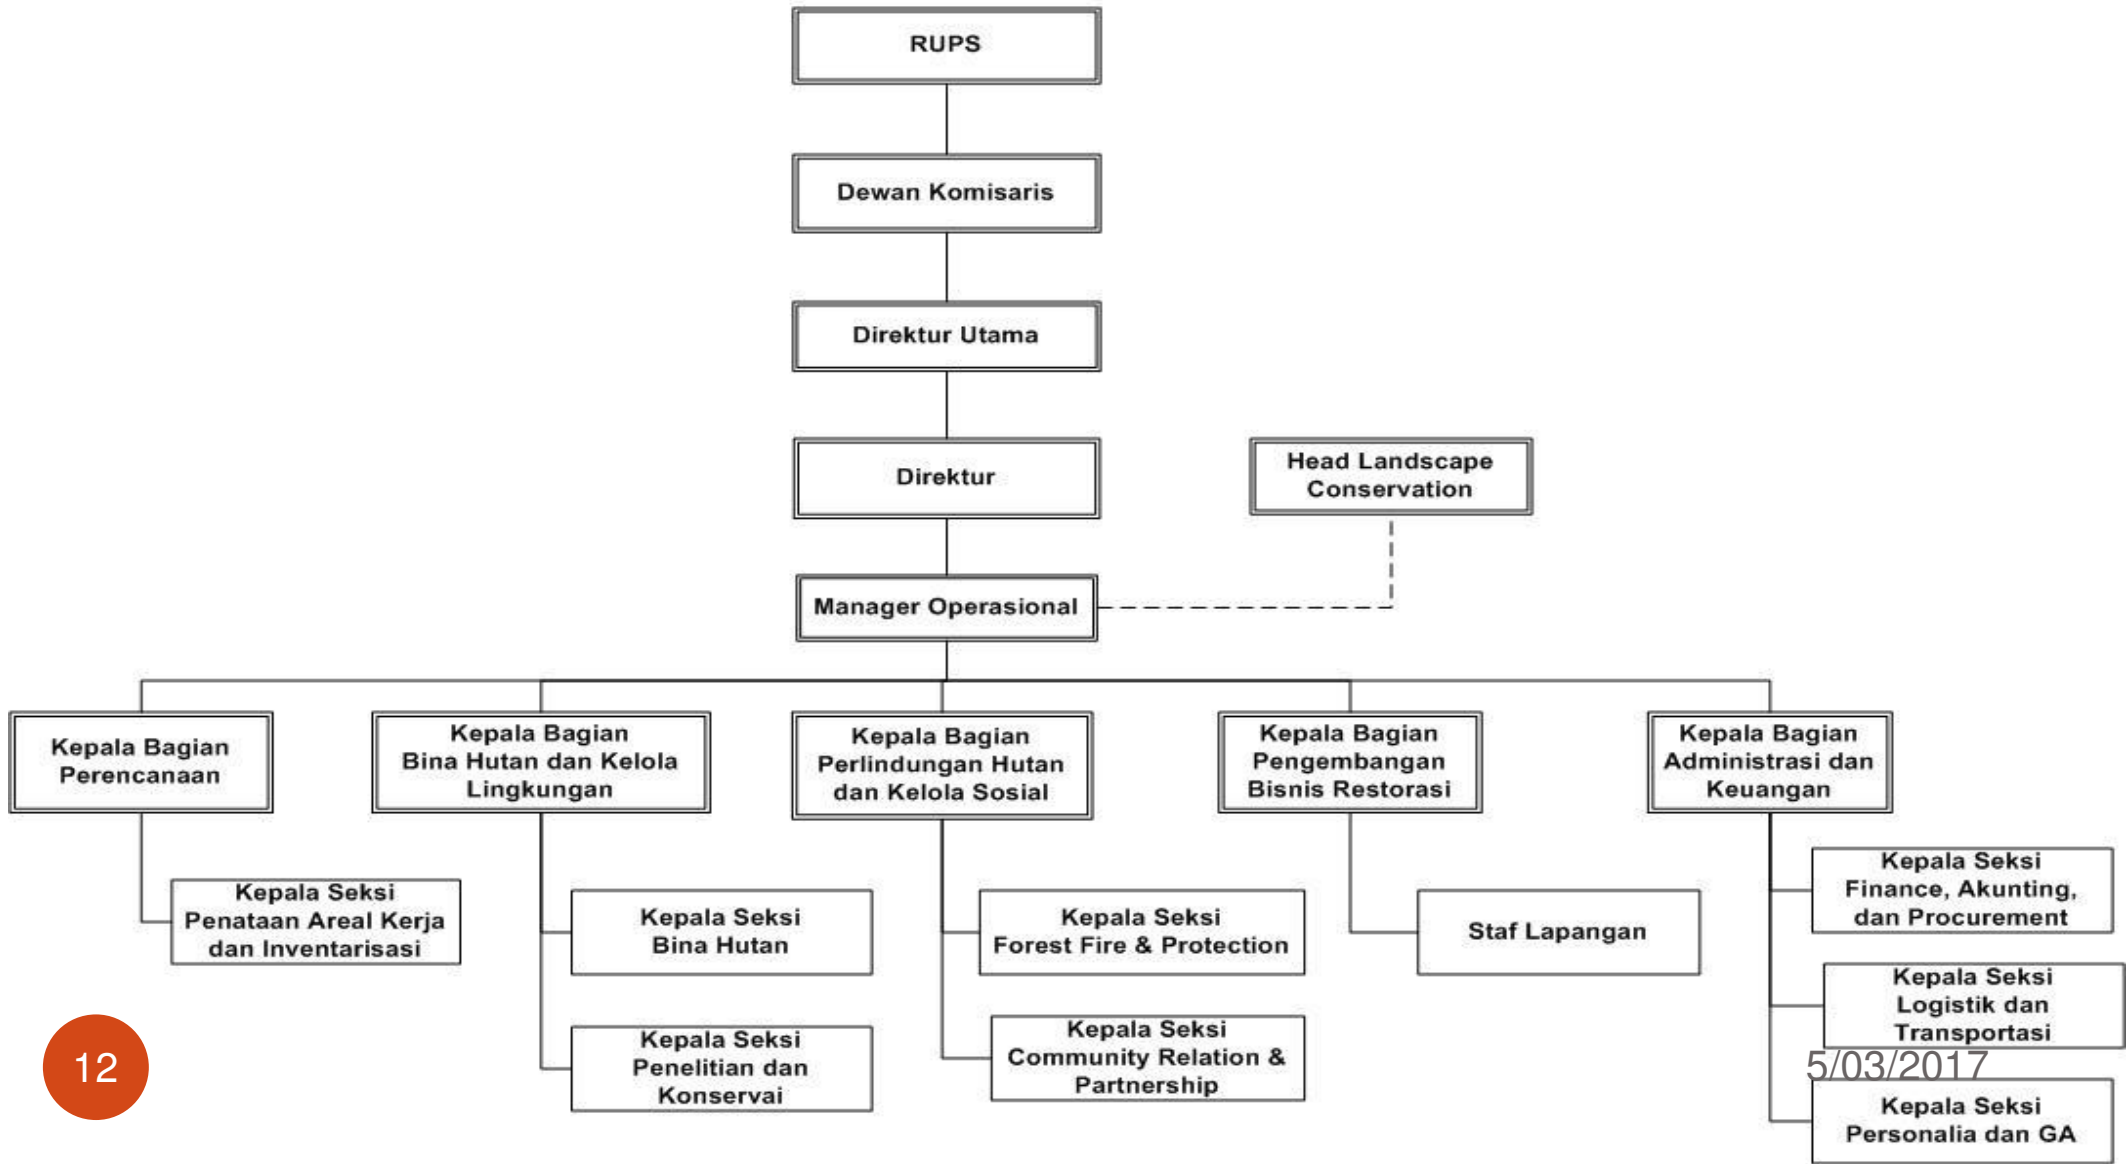 RUPS
Dewan Komisaris
Direktur Utama
Direktur
Head Landscape
Conservation
Manager Operasional
Kepala Bagian
Perencanaan
Kepala Bagian
Bina Hutan dan Kelola
Lingkungan
Kepala Bagian
Perlindungan Hutan
dan Kelola Sosial
Kepala Bagian
Pengembangan
Bisnis Restorasi
Kepala Bagian
Administrasi dan
Keuangan
Kepala Seksi
Penataan Areal Kerja
dan Inventarisasi
Kepala Seksi
Bina Hutan
Kepala Seksi
Forest Fire & Protection
Staf Lapangan
Kepala Seksi
Finance, Akunting,
dan Procurement
Kepala Seksi
Penelitian dan
Konservai
Kepala Seksi
Community Relation &
Partnership
Kepala Seksi
Logistik dan
Transportasi
Kepala Seksi
Personalia dan GA
12
5/03/2017